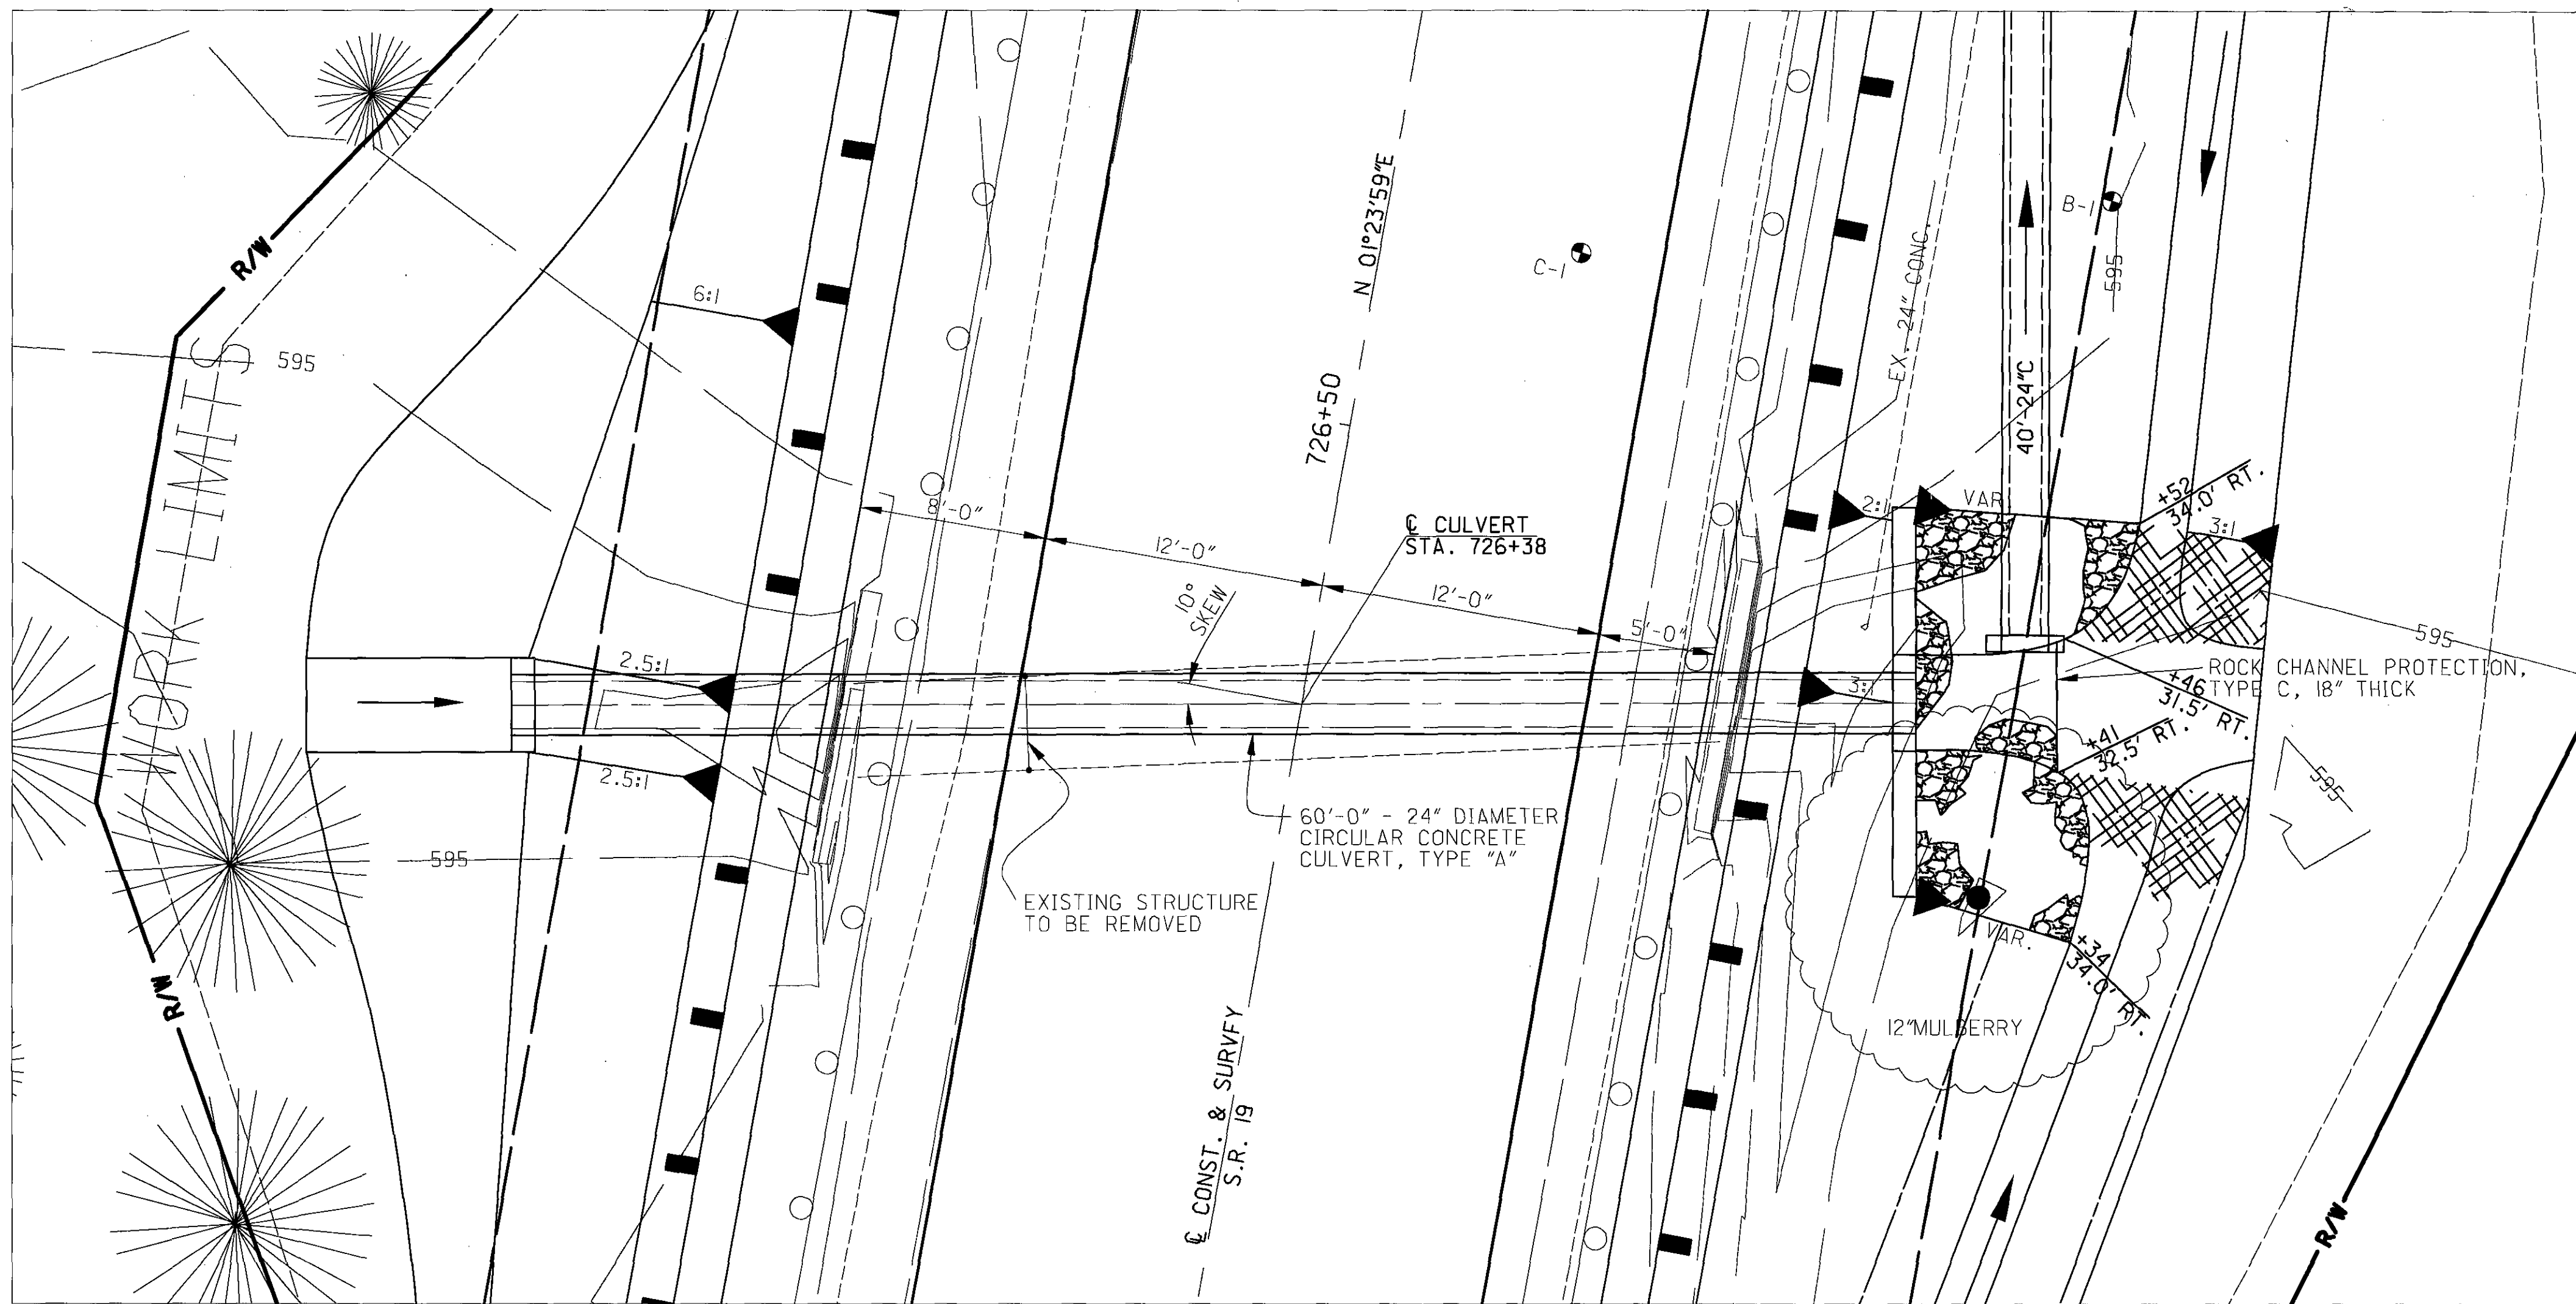 R/W
6:1
N 01°23'59"E
C-1
EX. 24" CONC.
B-1
595
WORK LIMITS
595
726+50
40'-24"C
8'-0"
12'-0"
℄ CULVERT
STA. 726+38
2:1
VAR.
+52
34.0' RT.
3:1
10°
SKEW
12'-0"
5'-0"
595
2.5:1
3:1
ROCK CHANNEL PROTECTION,
TYPE C, 18" THICK
+46
31.5' RT.
+41
32.5' RT.
2.5:1
595
60'-0" - 24" DIAMETER
CIRCULAR CONCRETE
CULVERT, TYPE "A"
595
EXISTING STRUCTURE
TO BE REMOVED
VAR.
+34
34.0' RT.
R/W
12"MULBERRY
℄ CONST. & SURVEY
S.R. 19
R/W